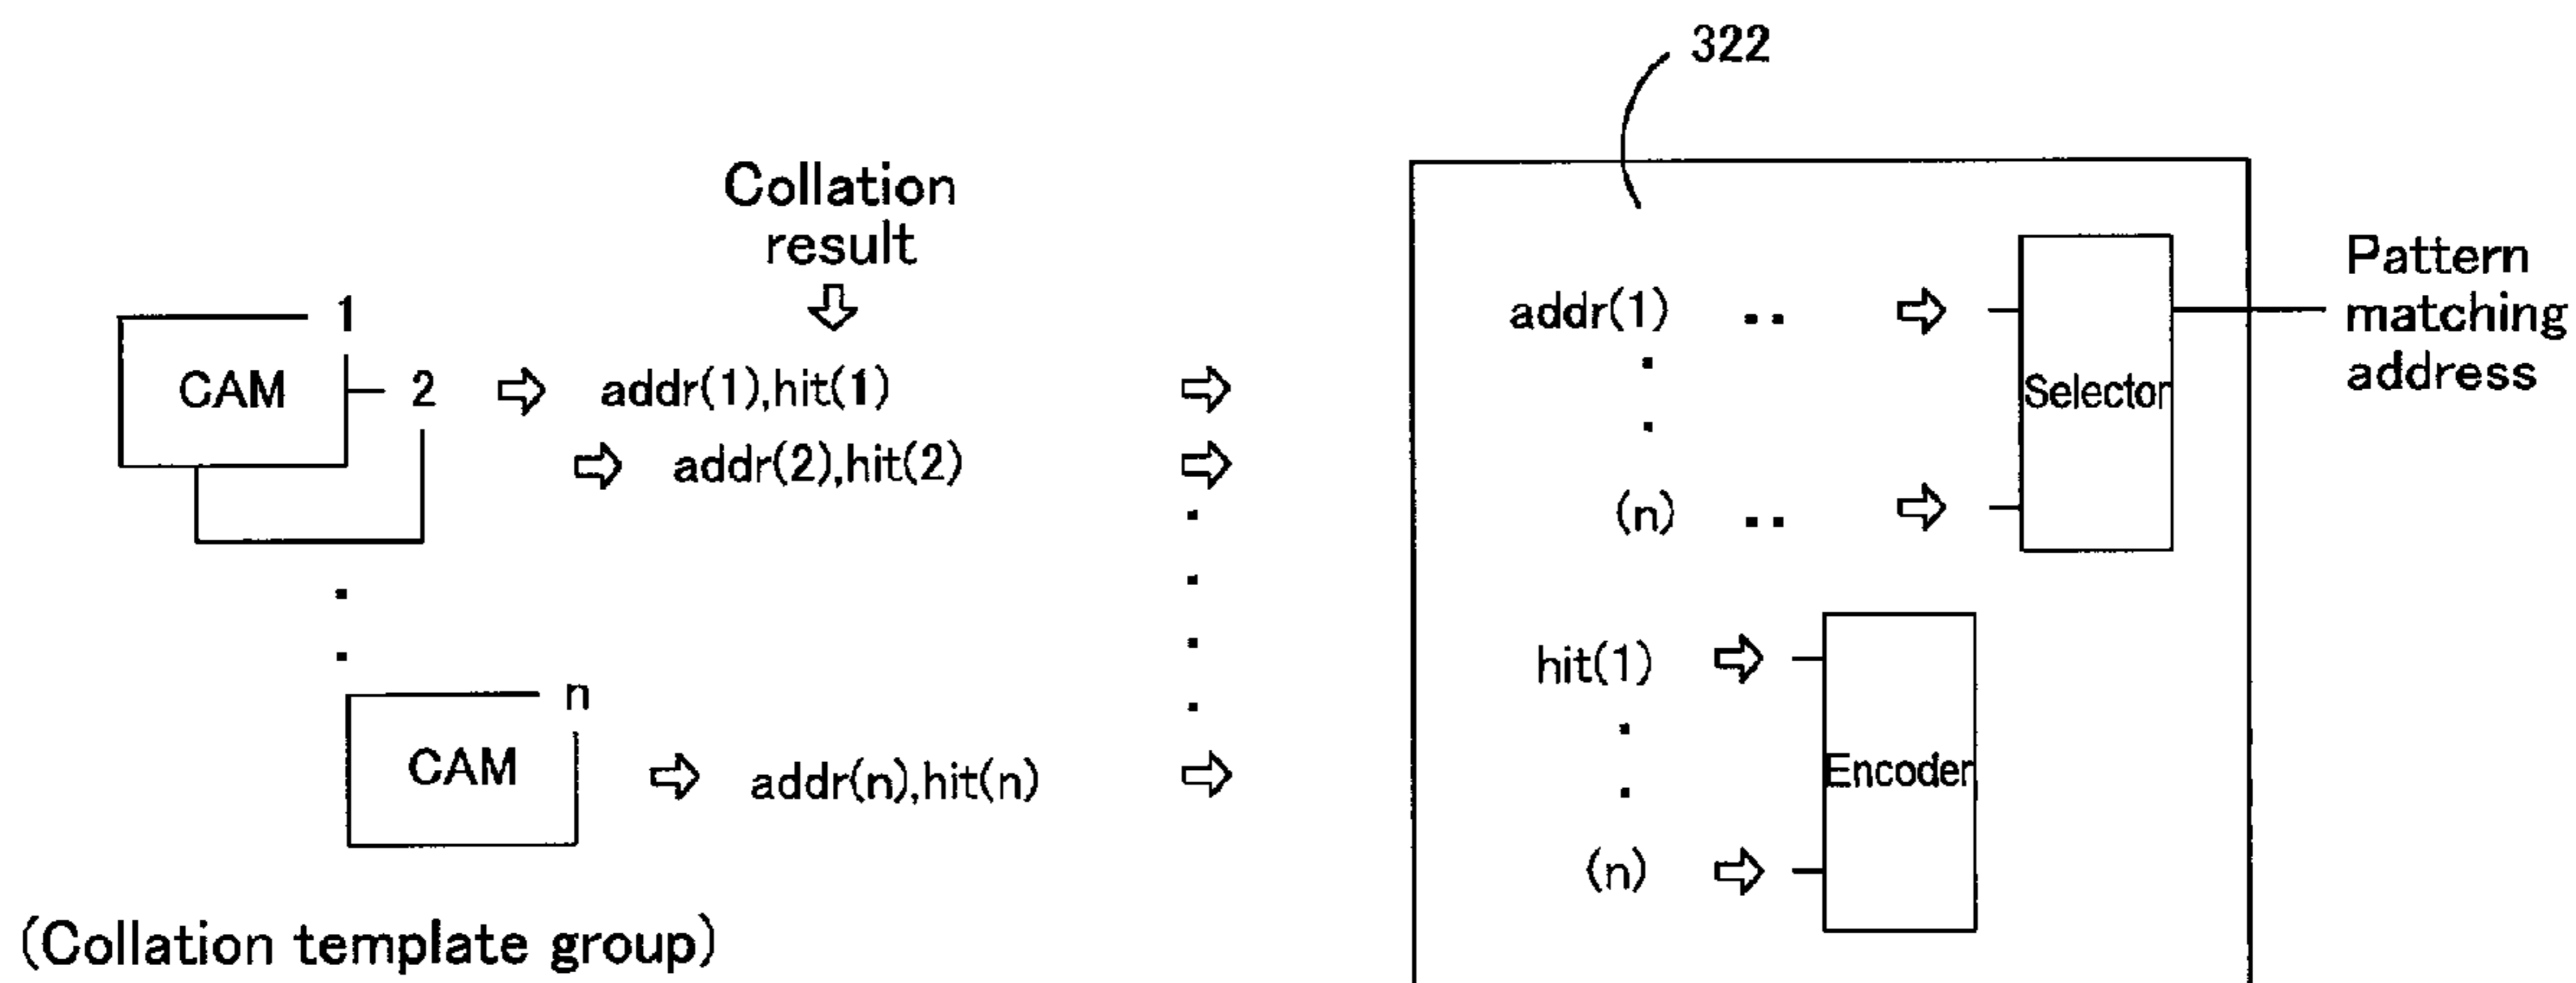 322
Collation
result
1
CAM
2
addr(1),hit(1)
addr(2),hit(2)
n
CAM
addr(n),hit(n)
(Collation template group)
addr(1)
(n)
Selector
Pattern
matching
address
hit(1)
(n)
Encoder